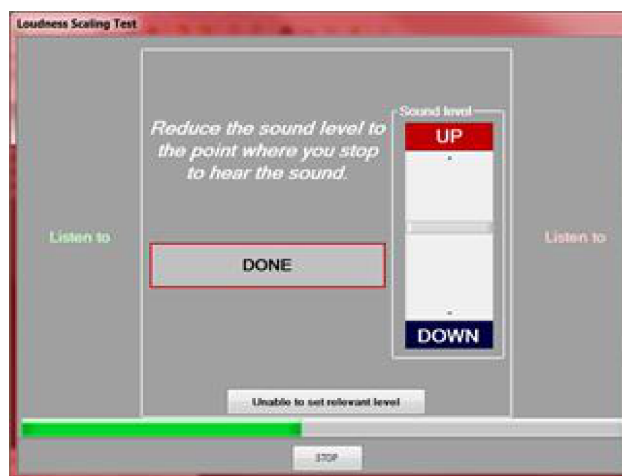 Loudness Scaling Test
Reduce the sound level to
the point where you stop
to hear the sound.
Sound level
UP
Listen to
Listen to
DONE
DOWN
Unable to set relevant level
STOP